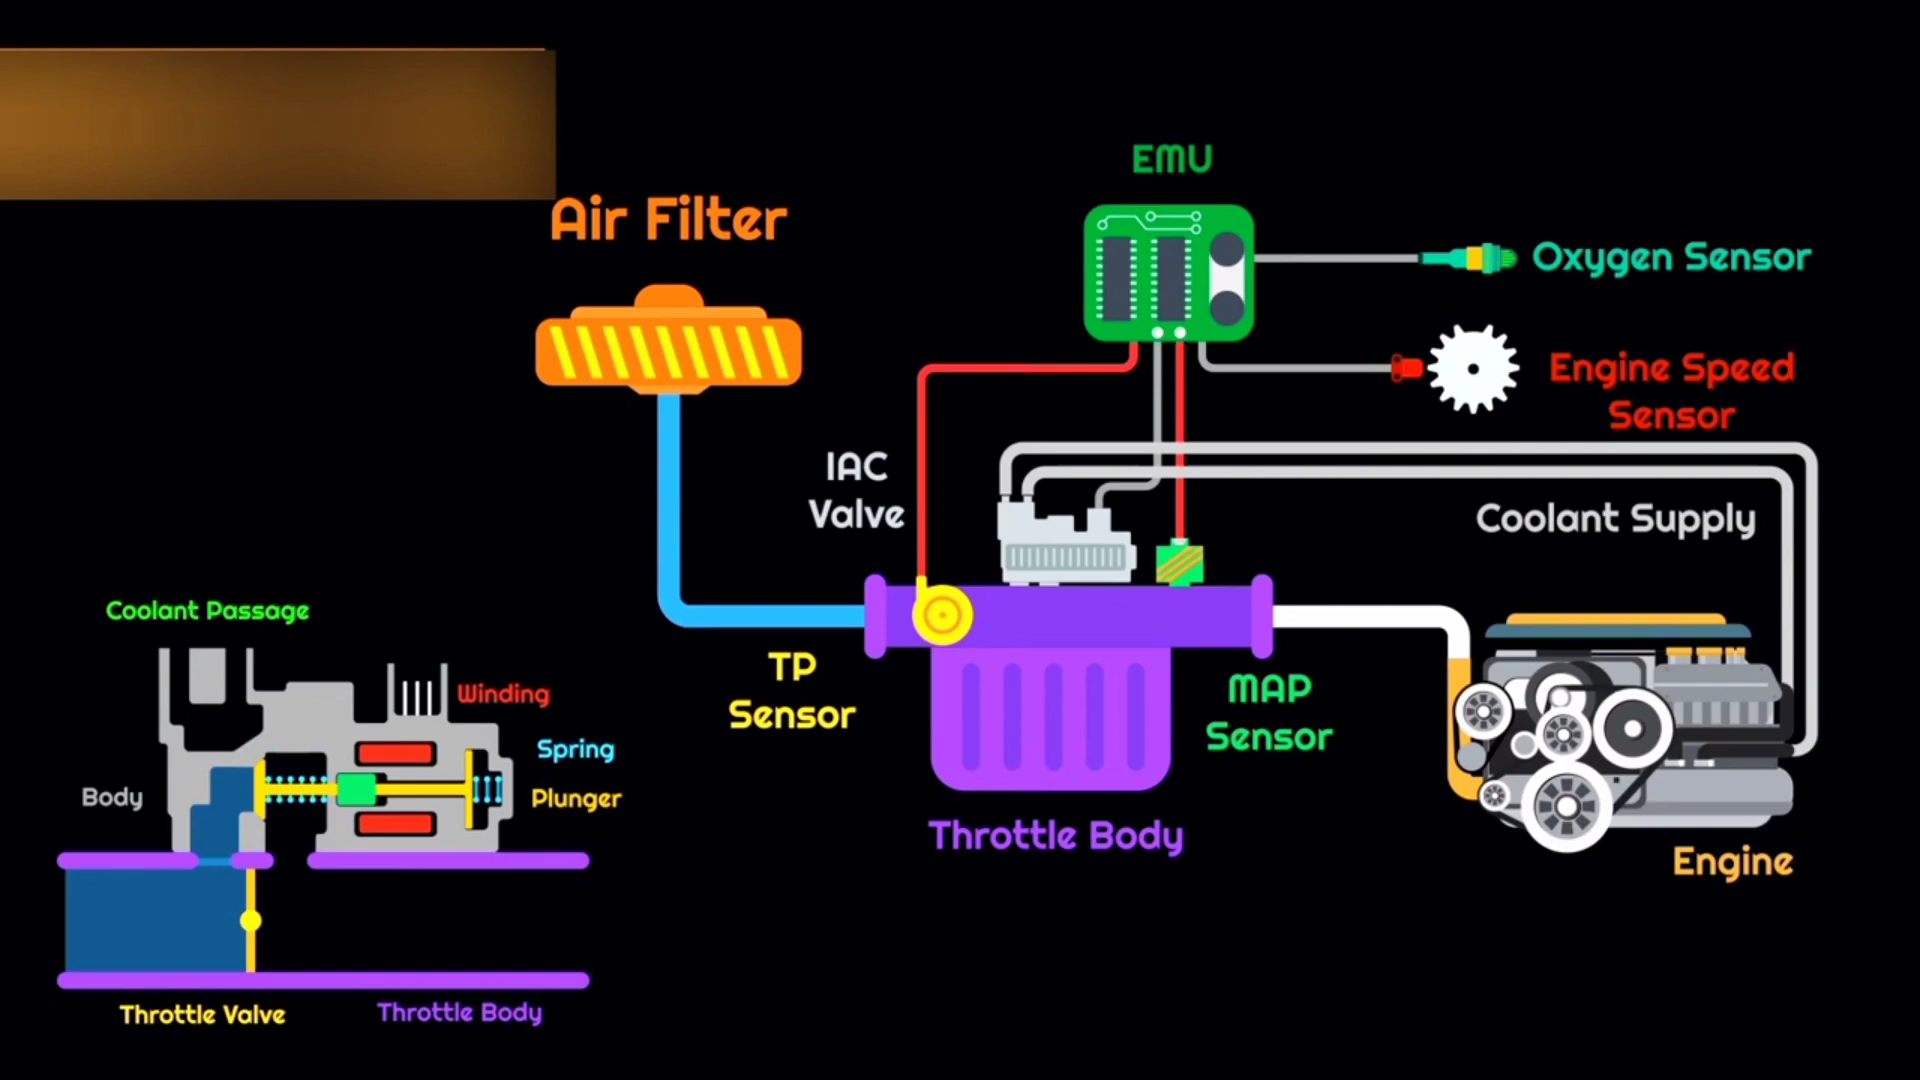 EMU
Air Filter
Oxygen Sensor
Engine Speed
Sensor
IAC
Valve
Coolant Supply
Coolant Passage
TP
Sensor
MAP
Sensor
Winding
Spring
Body
Plunger
Throttle Body
Engine
Throttle Valve
Throttle Body